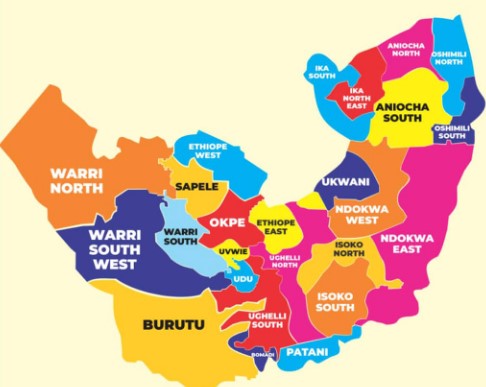 ANIOCHA
NORTH
OSHIMILI
NORTH
IKA
SOUTH
IKA
NORTH
EAST
ANIOCHA
SOUTH
OSHIMILI
SOUTH
ETHIOPE
WEST
WARRI
NORTH
SAPELE
UKWANI
NDOKWA
WEST
OKPE
ETHIOPE
EAST
WARRI
SOUTH
WARRI
SOUTH
WEST
NDOKWA
EAST
ISOKO
NORTH
UVWIE
UGHELLI
NORTH
UDU
ISOKO
SOUTH
BURUTU
UGHELLI
SOUTH
BOMADI
PATANI